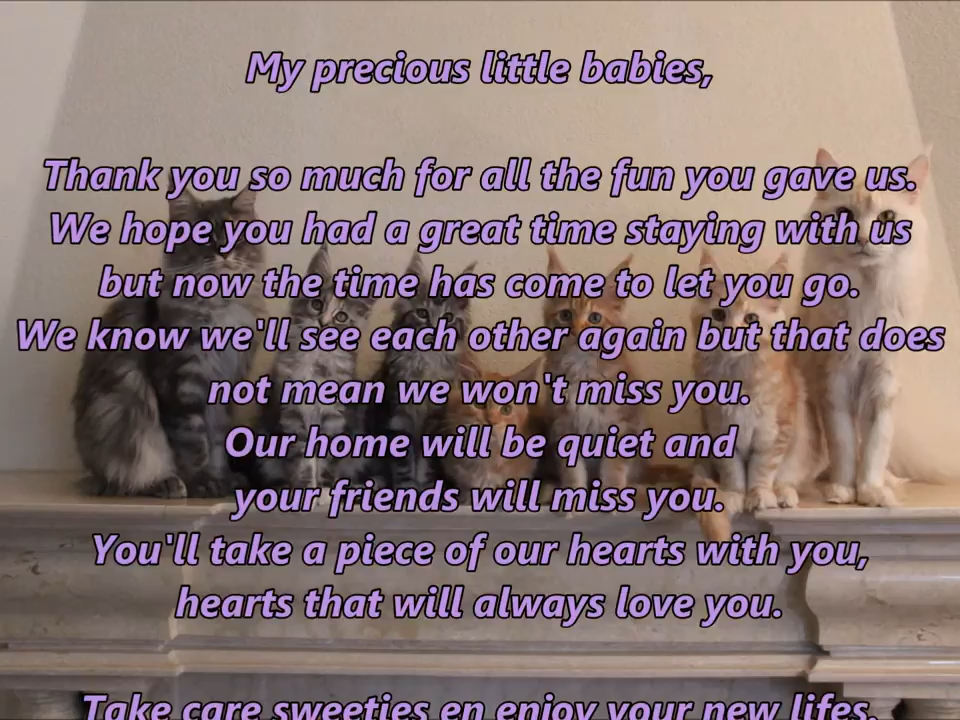 My precious little babies,
Thank you so much for all the fun you gave us.
We hope you had a great time staying with us
but now the time has come to let you go.
We know we'll see each other again but that does
not mean we won't miss you.
Our home will be quiet and
your friends will miss you.
You'll take a piece of our hearts with you,
hearts that will always love you.
Take care sweeties en enjoy your new lifes.